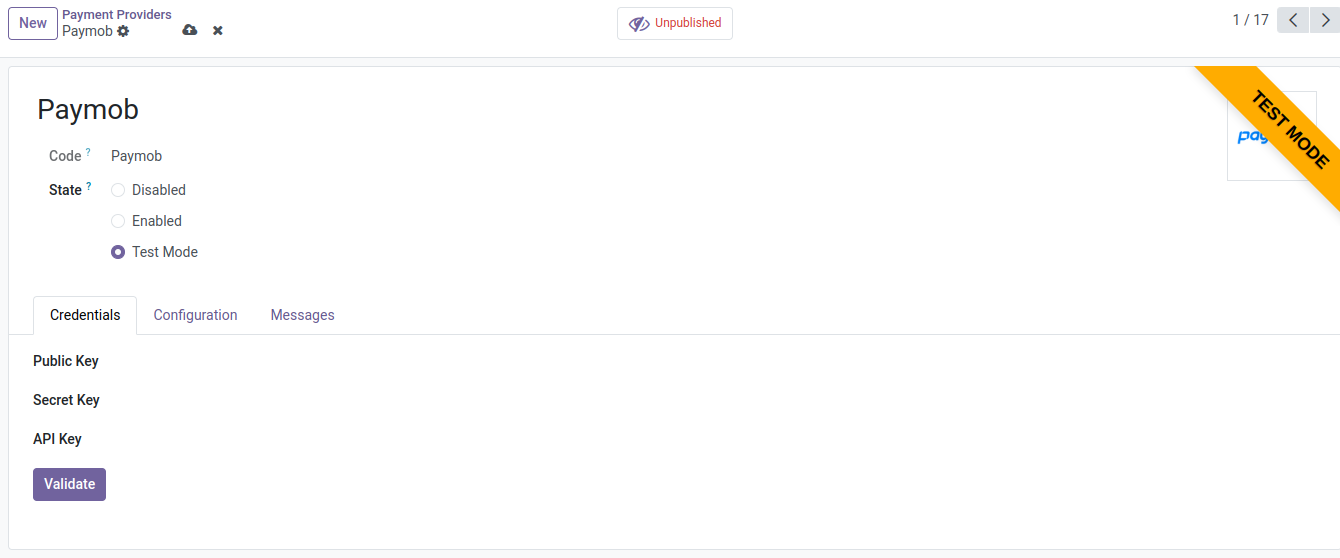 New
Payment Providers
Paymob
Unpublished
1 / 17
TEST MODE
Paymob
Code ?
Paymob
State ?
Disabled
Enabled
Test Mode
Credentials
Configuration
Messages
Public Key
Secret Key
API Key
Validate